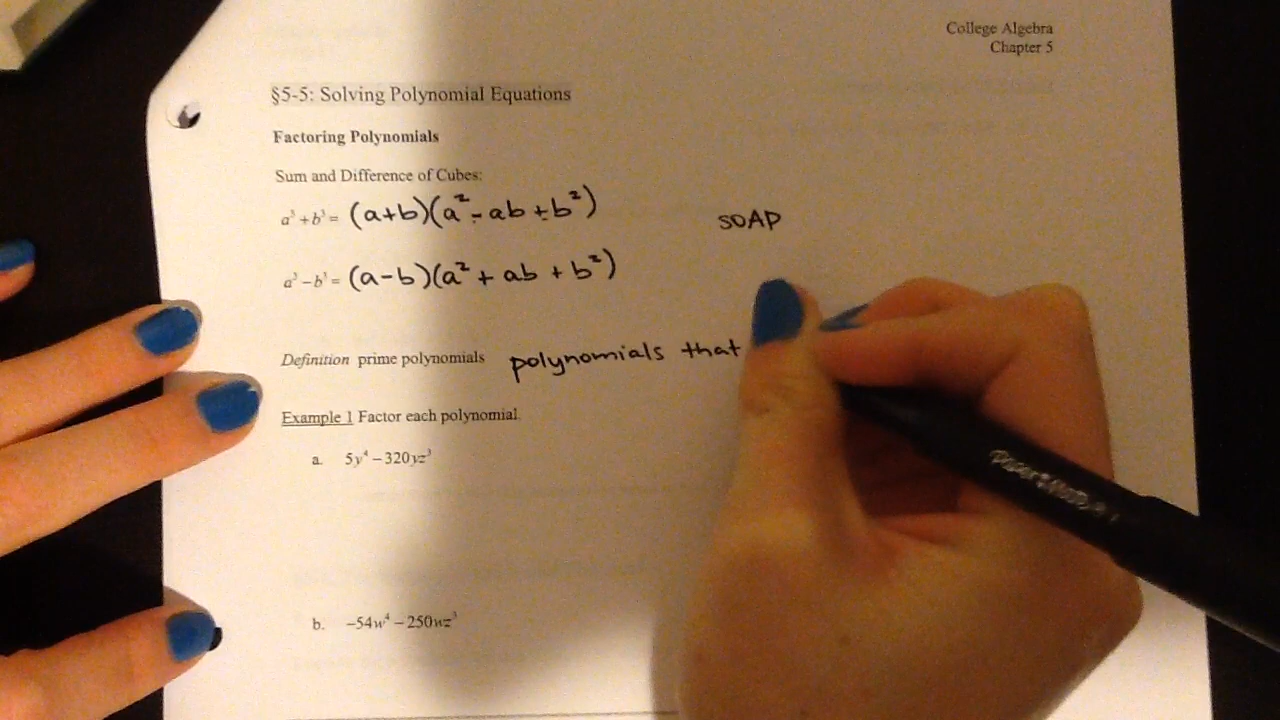 College Algebra
Chapter 5
§5-5: Solving Polynomial Equations
Factoring Polynomials
Sum and Difference of Cubes:
a³ + b³ = (a+b)(a² - ab + b²)
SOAP
a³ - b³ = (a-b)(a² + ab + b²)
Definition prime polynomials polynomials that
Example 1 Factor each polynomial.
a. 5y⁴ – 320yz³
b. –54w⁴ – 250wz³